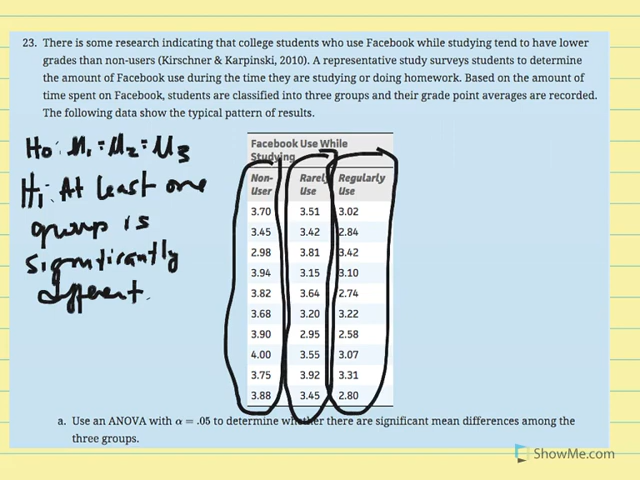 23. There is some research indicating that college students who use Facebook while studying tend to have lower
grades than non-users (Kirschner & Karpinski, 2010). A representative study surveys students to determine
the amount of Facebook use during the time they are studying or doing homework. Based on the amount of
time spent on Facebook, students are classified into three groups and their grade point averages are recorded.
The following data show the typical pattern of results.
Ho: M1 = M2 = M3
H1: At least one
group is
significantly
different.
Facebook Use While
Studying
Non-User Rarely Use Regularly Use
3.70 3.51 3.02
3.45 3.42 2.84
2.98 3.81 3.42
3.94 3.15 3.10
3.82 3.64 2.74
3.68 3.20 3.22
3.90 2.95 2.58
4.00 3.55 3.07
3.75 3.92 3.31
3.88 3.45 2.80
a. Use an ANOVA with α = .05 to determine whether there are significant mean differences among the
three groups.
ShowMe.com